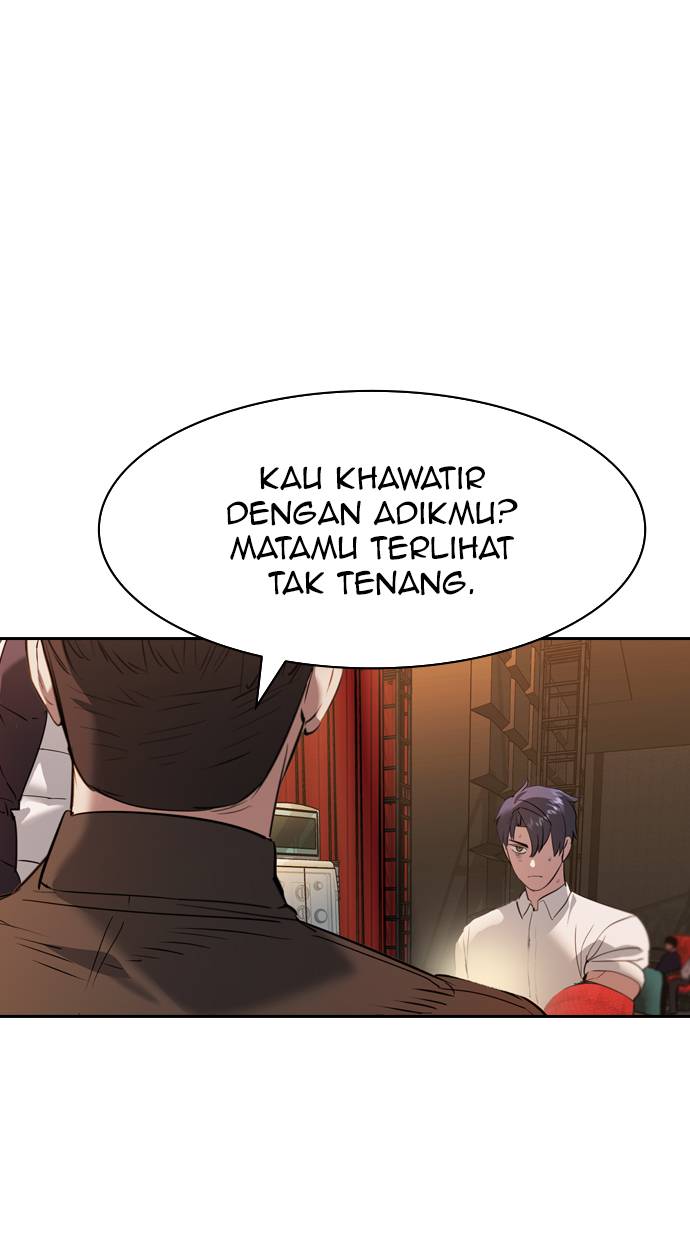 KAU KHAWATIR
DENGAN ADIKMU?
MATAMU TERLIHAT
TAK TENANG.